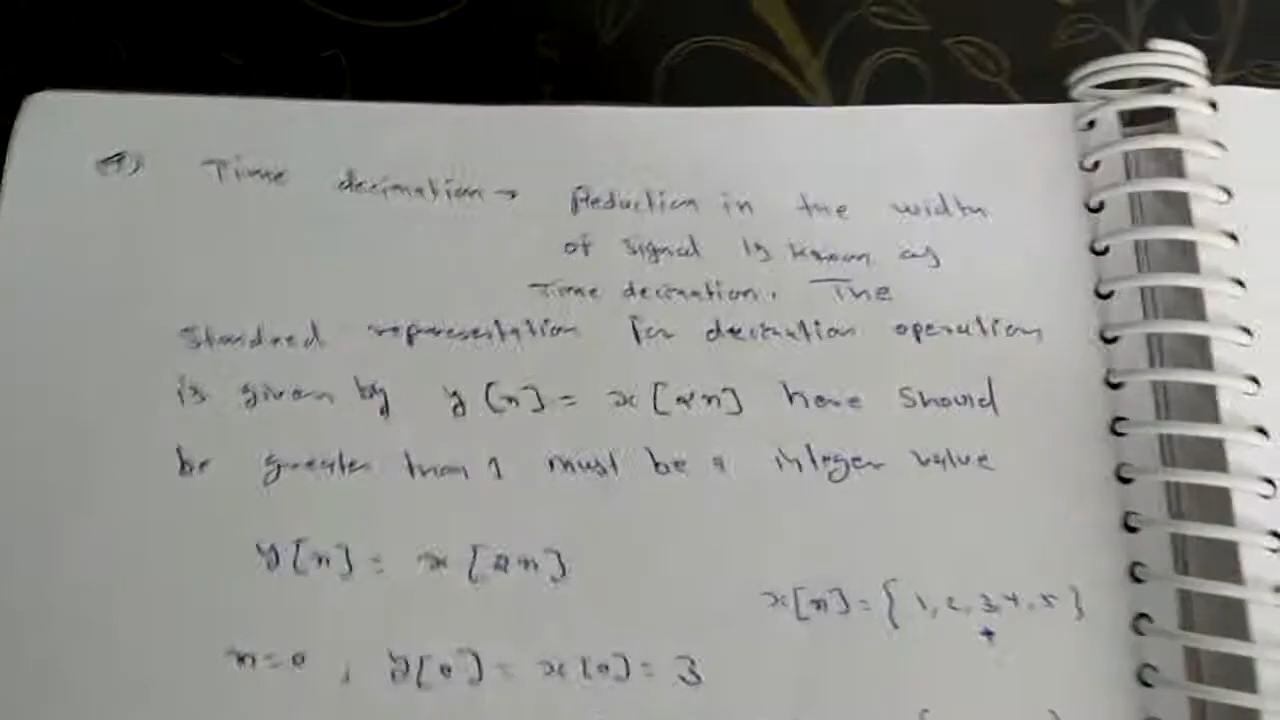 Time decimation → Reduction in the width
of signal is known as
Time decimation. The
standred representation for decimation operation
is given by y[n] = x[αn] here should
be greater than 1 must be a integer value
y[n] = x[2n]
x[n] = { 1, 2, 3, 4, 5 }
↑
n=0 , y[0] = x[0] = 3